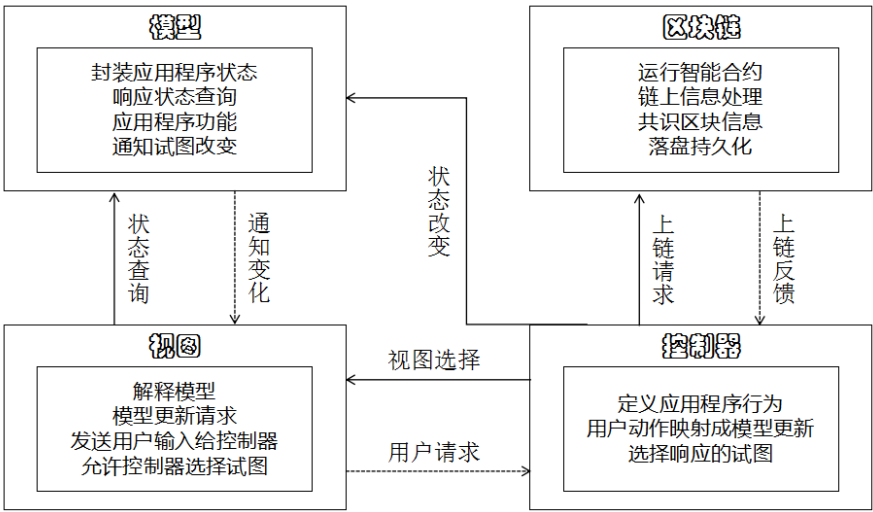 模型
封装应用程序状态
响应状态查询
应用程序功能
通知试图改变
区块链
运行智能合约
链上信息处理
共识区块信息
落盘持久化
状态查询
通知变化
状态改变
上链请求
上链反馈
视图
解释模型
模型更新请求
发送用户输入给控制器
允许控制器选择试图
视图选择
用户请求
控制器
定义应用程序行为
用户动作映射成模型更新
选择响应的试图